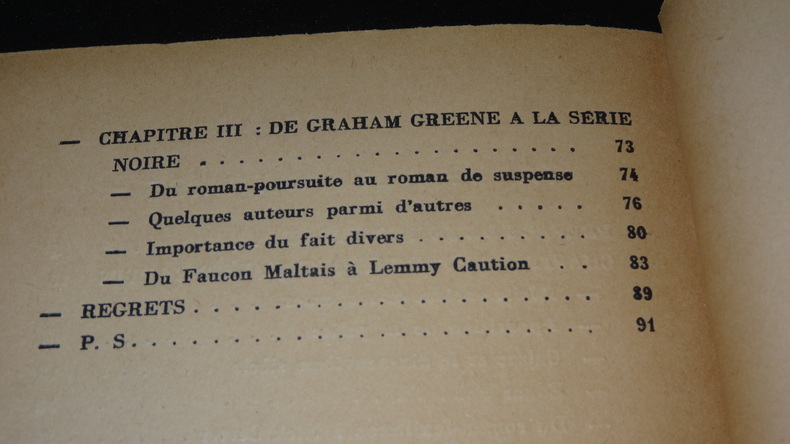 — CHAPITRE III : DE GRAHAM GREENE A LA SERIE
NOIRE . . . . . . . . . . . . . . . . . . . 73
— Du roman-poursuite au roman de suspense 74
— Quelques auteurs parmi d'autres . . . . . 76
— Importance du fait divers . . . . . . . . . 80
— Du Faucon Maltais à Lemmy Caution . . 83
— REGRETS . . . . . . . . . . . . . . . . . . . . 89
— P. S. . . . . . . . . . . . . . . . . . . . . . . 91